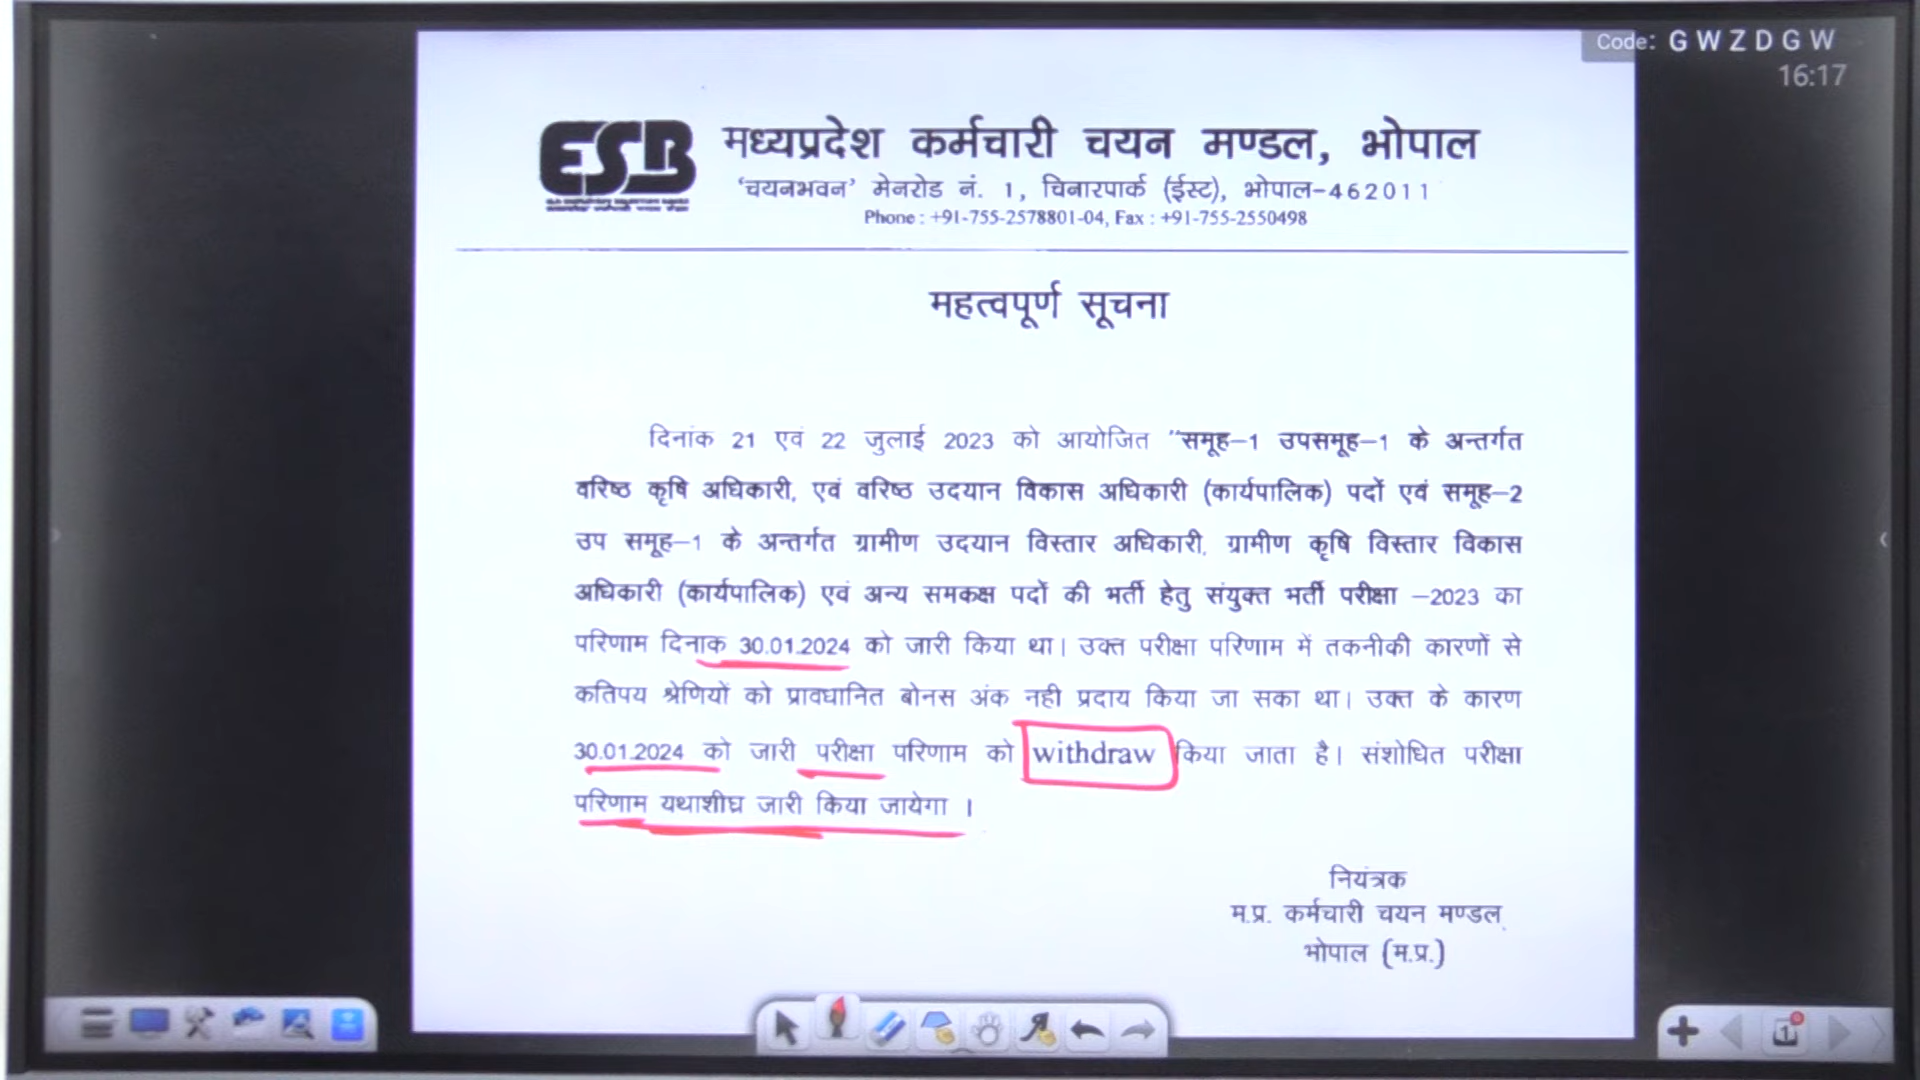 Code: GWZDGW
16:17
ESB
मध्यप्रदेश कर्मचारी चयन मण्डल, भोपाल
‘चयनभवन’ मेनरोड नं. 1, चिनारपार्क (ईस्ट), भोपाल-462011
Phone : +91-755-2578801-04, Fax : +91-755-2550498
महत्वपूर्ण सूचना
दिनांक 21 एवं 22 जुलाई 2023 को आयोजित "समूह-1 उपसमूह-1 के अन्तर्गत
वरिष्ठ कृषि अधिकारी, एवं वरिष्ठ उदयान विकास अधिकारी (कार्यपालिक) पदों एवं समूह-2
उप समूह-1 के अन्तर्गत ग्रामीण उदयान विस्तार अधिकारी, ग्रामीण कृषि विस्तार विकास
अधिकारी (कार्यपालिक) एवं अन्य समकक्ष पदों की भर्ती हेतु संयुक्त भर्ती परीक्षा -2023 का
परिणाम दिनाक 30.01.2024 को जारी किया था। उक्त परीक्षा परिणाम में तकनीकी कारणों से
कतिपय श्रेणियों को प्रावधानित बोनस अंक नही प्रदाय किया जा सका था। उक्त के कारण
30.01.2024 को जारी परीक्षा परिणाम को withdraw किया जाता है। संशोधित परीक्षा
परिणाम यथाशीघ्र जारी किया जायेगा ।
नियंत्रक
म.प्र. कर्मचारी चयन मण्डल,
भोपाल (म.प्र.)
1